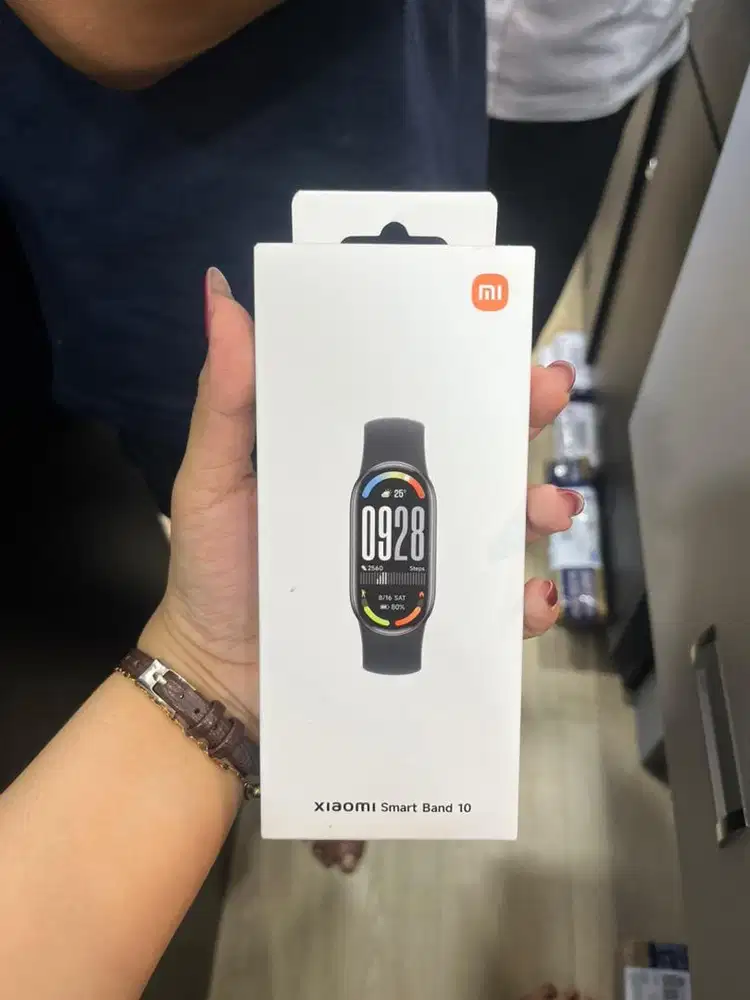 mi
25°
0928
2560 Steps
8/16 SAT
80%
xiaomi Smart Band 10